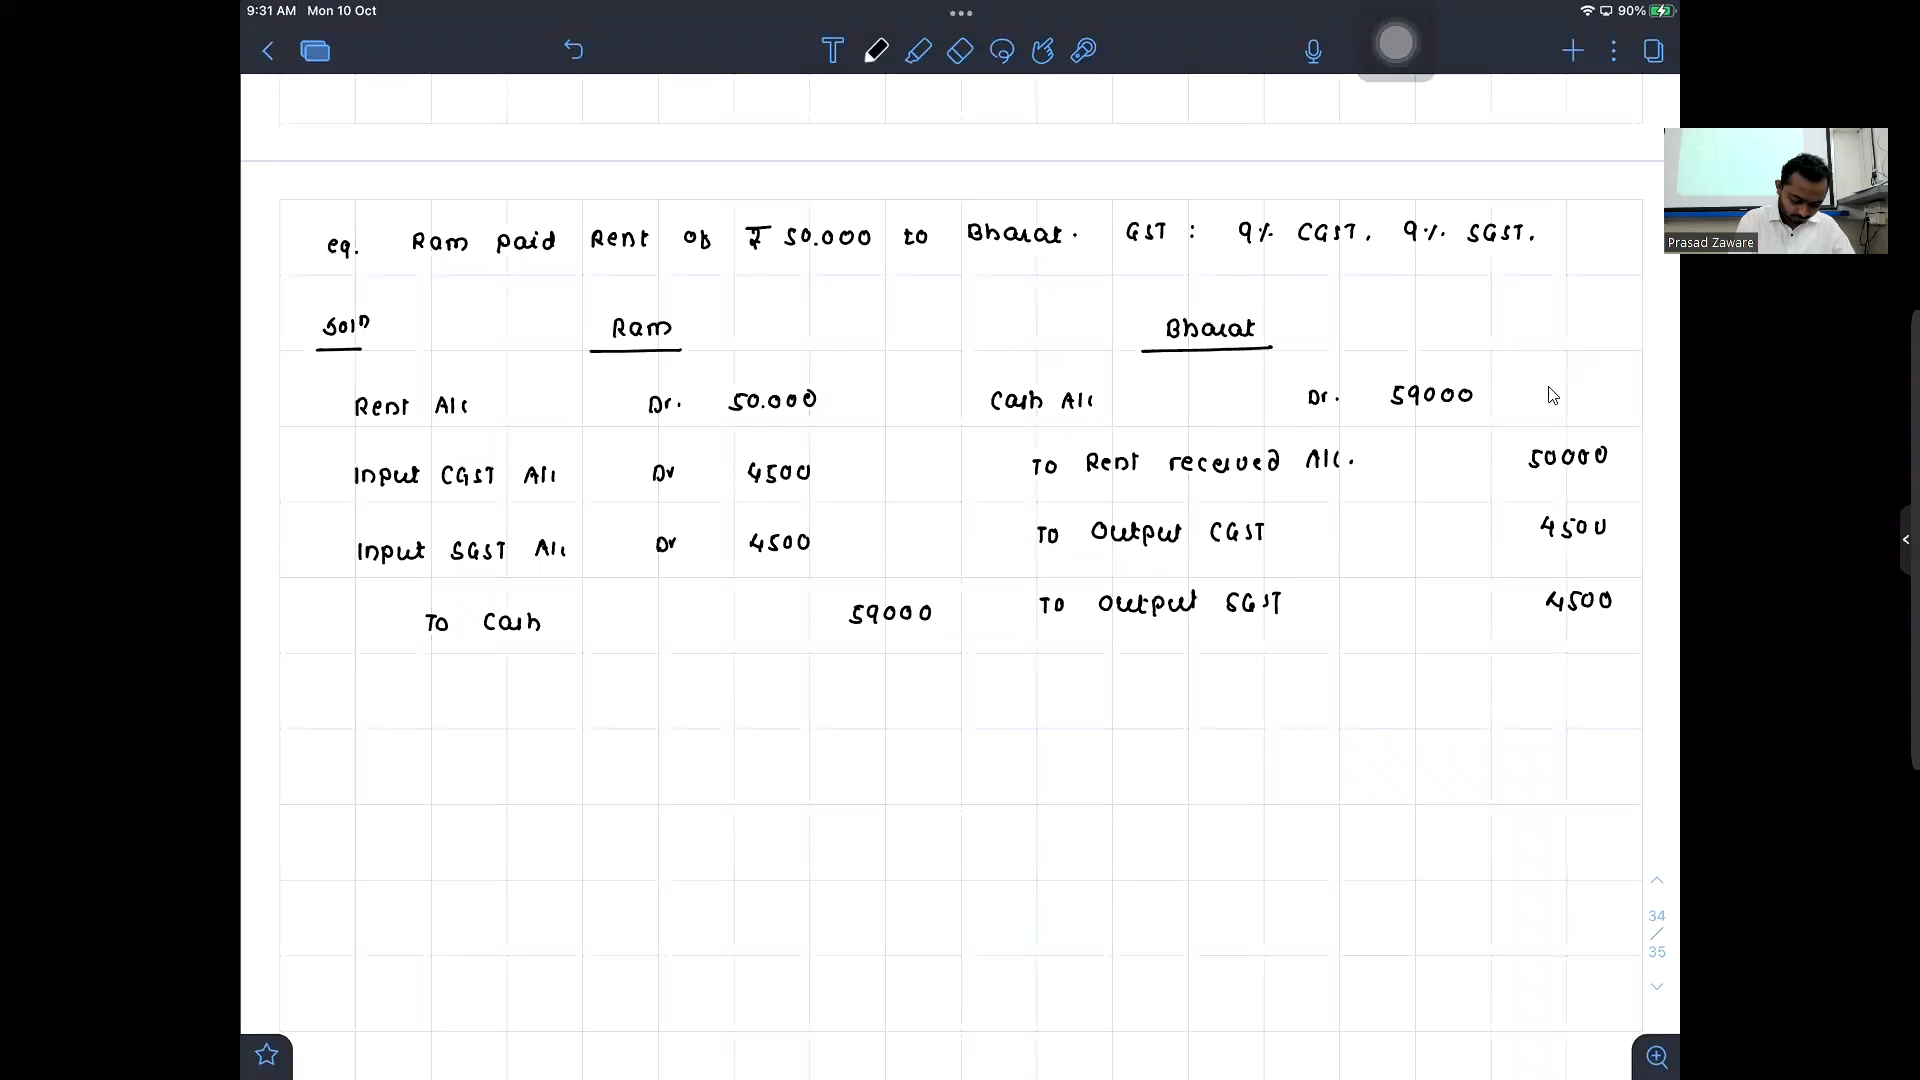 9:31 AM Mon 10 Oct
90%
eg. Ram paid Rent of ₹ 50.000 to Bharat. GST : 9% CGST, 9% SGST.
Soln Ram Bharat
Rent A/c Dr. 50.000
Input CGST A/c Dr 4500
Input SGST A/c Dr 4500
To Cash 59000
Cash A/c Dr. 59000
To Rent received A/c. 50000
To Output CGST 4500
To Output SGST 4500
Prasad Zaware
34
/
35